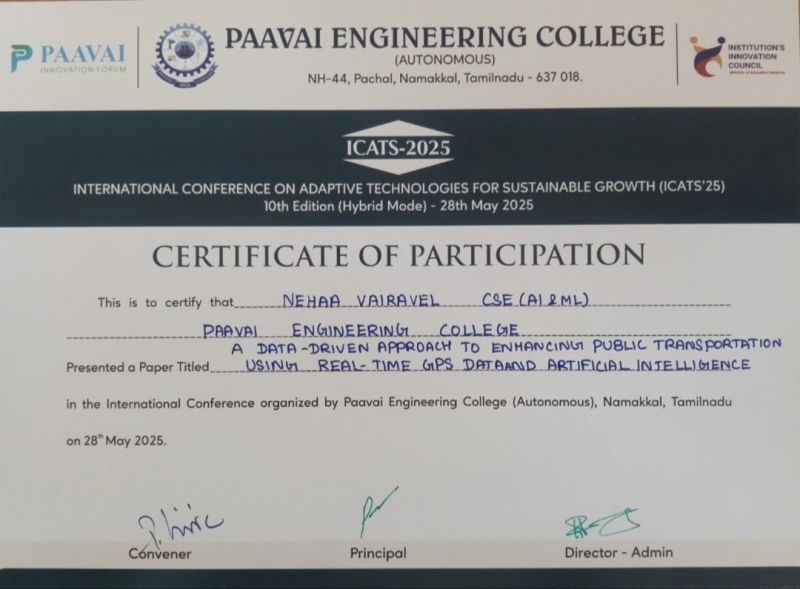 PAAVAI
INNOVATION FORUM
PAAVAI ENGINEERING COLLEGE
(AUTONOMOUS)
NH-44, Pachal, Namakkal, Tamilnadu - 637 018.
INSTITUTION'S
INNOVATION
COUNCIL
(Ministry of Education Initiative)
ICATS-2025
INTERNATIONAL CONFERENCE ON ADAPTIVE TECHNOLOGIES FOR SUSTAINABLE GROWTH (ICATS'25)
10th Edition (Hybrid Mode) - 28th May 2025
CERTIFICATE OF PARTICIPATION
This is to certify that NEHAA VAIRAVEL CSE (AI & ML)
PAAVAI ENGINEERING COLLEGE
A DATA-DRIVEN APPROACH TO ENHANCING PUBLIC TRANSPORTATION
Presented a Paper Titled USING REAL-TIME GPS DATAAND ARTIFICIAL INTELLIGENCE
in the International Conference organized by Paavai Engineering College (Autonomous), Namakkal, Tamilnadu
on 28th May 2025.
Convener
Principal
Director - Admin